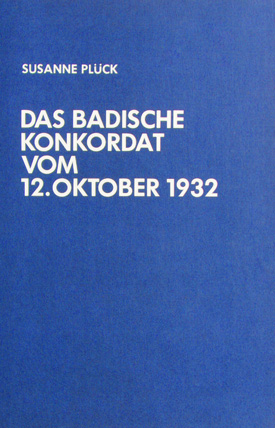 SUSANNE PLÜCK
DAS BADISCHE
KONKORDAT
VOM
12. OKTOBER 1932